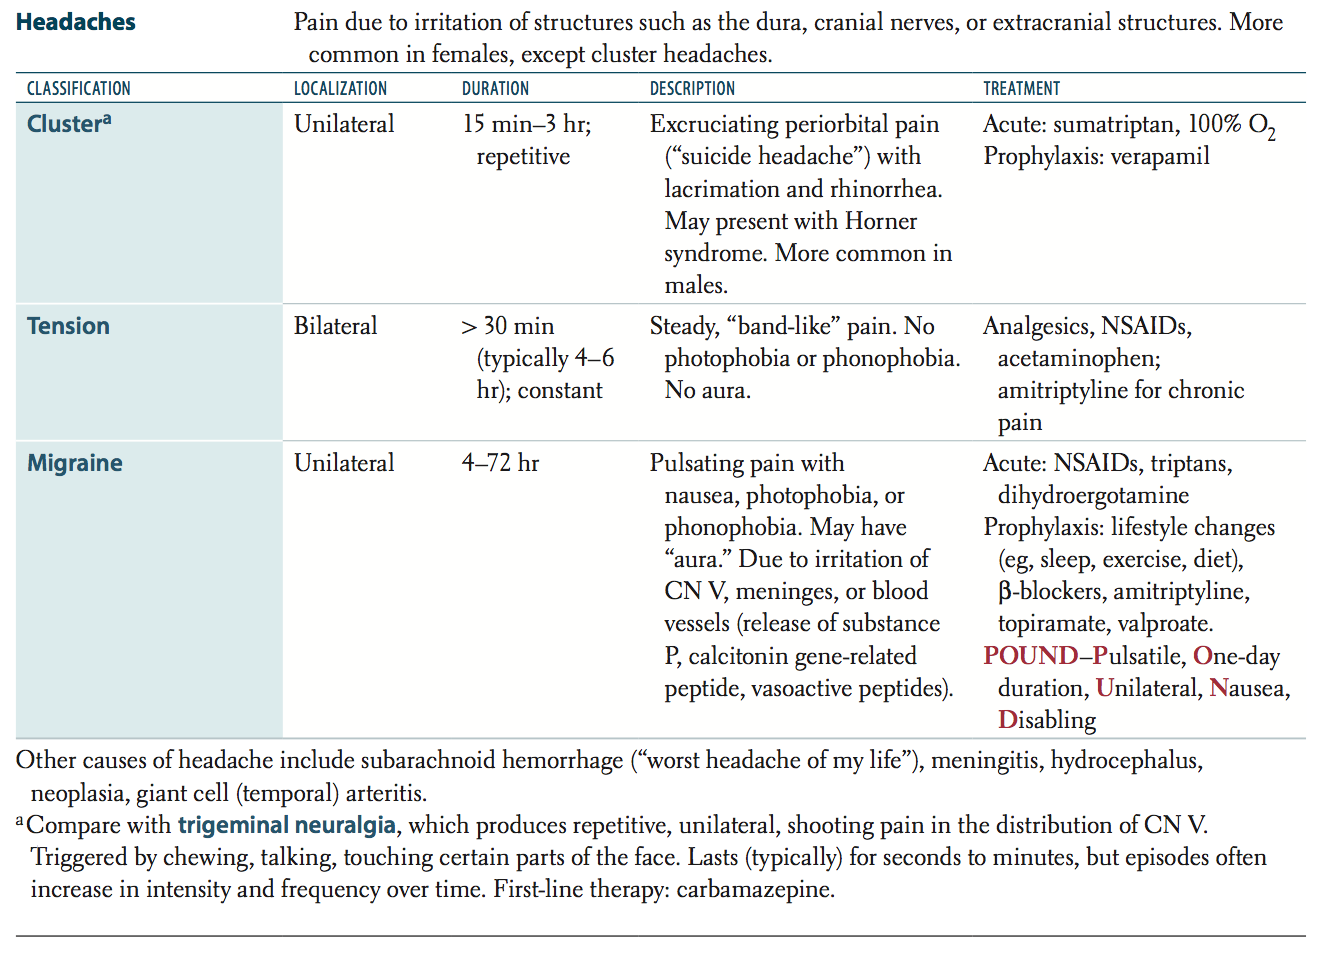 Headaches
Pain due to irritation of structures such as the dura, cranial nerves, or extracranial structures. More
common in females, except cluster headaches.
CLASSIFICATION LOCALIZATION DURATION DESCRIPTION TREATMENT
Clusterᵃ
Unilateral
15 min–3 hr;
repetitive
Excruciating periorbital pain
(“suicide headache”) with
lacrimation and rhinorrhea.
May present with Horner
syndrome. More common in
males.
Acute: sumatriptan, 100% O₂
Prophylaxis: verapamil
Tension
Bilateral
> 30 min
(typically 4–6
hr); constant
Steady, “band-like” pain. No
photophobia or phonophobia.
No aura.
Analgesics, NSAIDs,
acetaminophen;
amitriptyline for chronic
pain
Migraine
Unilateral
4–72 hr
Pulsating pain with
nausea, photophobia, or
phonophobia. May have
“aura.” Due to irritation of
CN V, meninges, or blood
vessels (release of substance
P, calcitonin gene-related
peptide, vasoactive peptides).
Acute: NSAIDs, triptans,
dihydroergotamine
Prophylaxis: lifestyle changes
(eg, sleep, exercise, diet),
β-blockers, amitriptyline,
topiramate, valproate.
POUND–Pulsatile, One-day
duration, Unilateral, Nausea,
Disabling
Other causes of headache include subarachnoid hemorrhage (“worst headache of my life”), meningitis, hydrocephalus,
neoplasia, giant cell (temporal) arteritis.
ᵃ Compare with trigeminal neuralgia, which produces repetitive, unilateral, shooting pain in the distribution of CN V.
Triggered by chewing, talking, touching certain parts of the face. Lasts (typically) for seconds to minutes, but episodes often
increase in intensity and frequency over time. First-line therapy: carbamazepine.